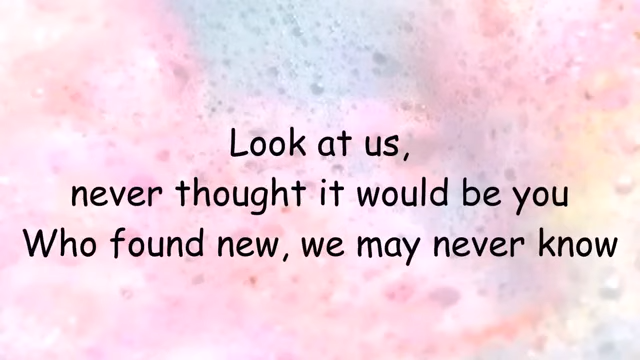 Look at us,
never thought it would be you
Who found new, we may never know